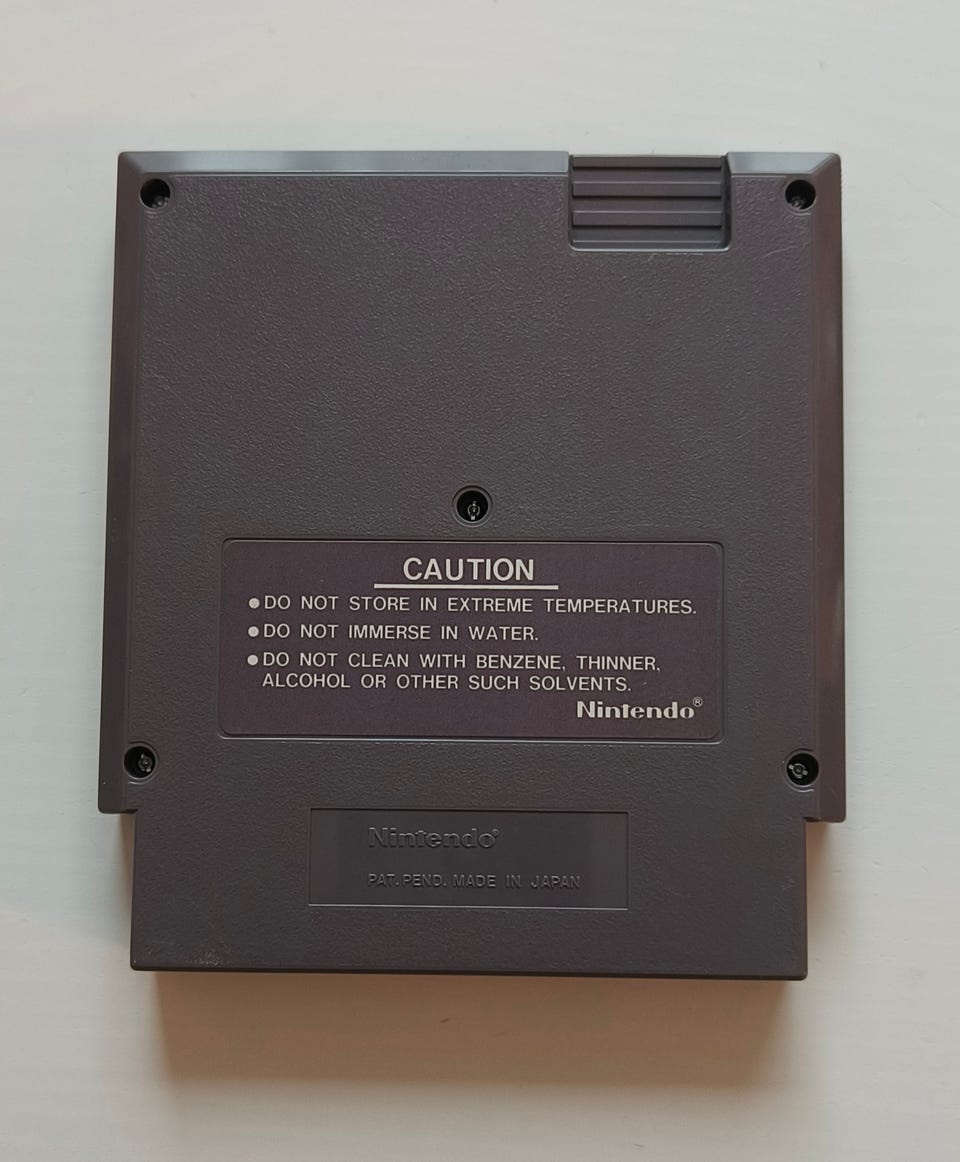 CAUTION
●DO NOT STORE IN EXTREME TEMPERATURES.
●DO NOT IMMERSE IN WATER.
●DO NOT CLEAN WITH BENZENE, THINNER,
ALCOHOL OR OTHER SUCH SOLVENTS.
Nintendo®
Nintendo®
PAT. PEND. MADE IN JAPAN